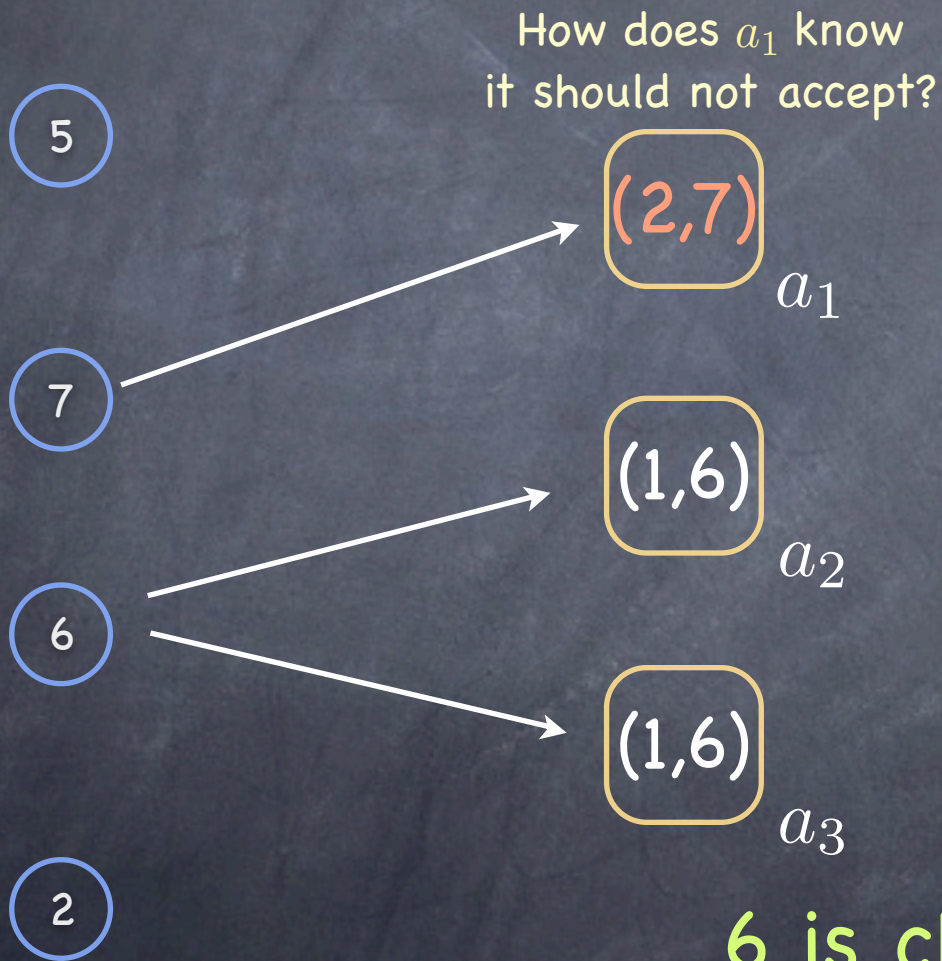 How does a₁ know
it should not accept?
5
(2,7)
a₁
7
(1,6)
a₂
6
(1,6)
a₃
2
6 is